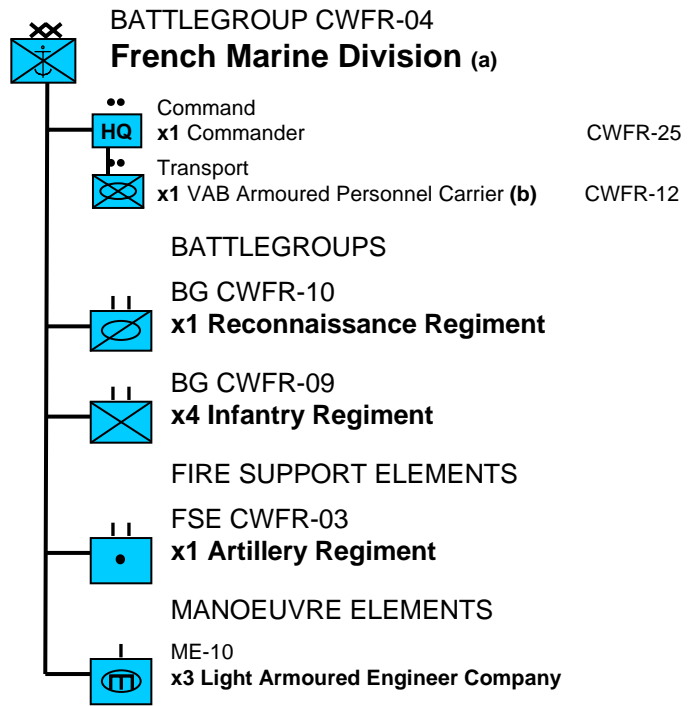 BATTLEGROUP CWFR-04
French Marine Division (a)
Command
HQ x1 Commander CWFR-25
Transport
x1 VAB Armoured Personnel Carrier (b) CWFR-12
BATTLEGROUPS
BG CWFR-10
x1 Reconnaissance Regiment
BG CWFR-09
x4 Infantry Regiment
FIRE SUPPORT ELEMENTS
FSE CWFR-03
x1 Artillery Regiment
MANOEUVRE ELEMENTS
ME-10
x3 Light Armoured Engineer Company